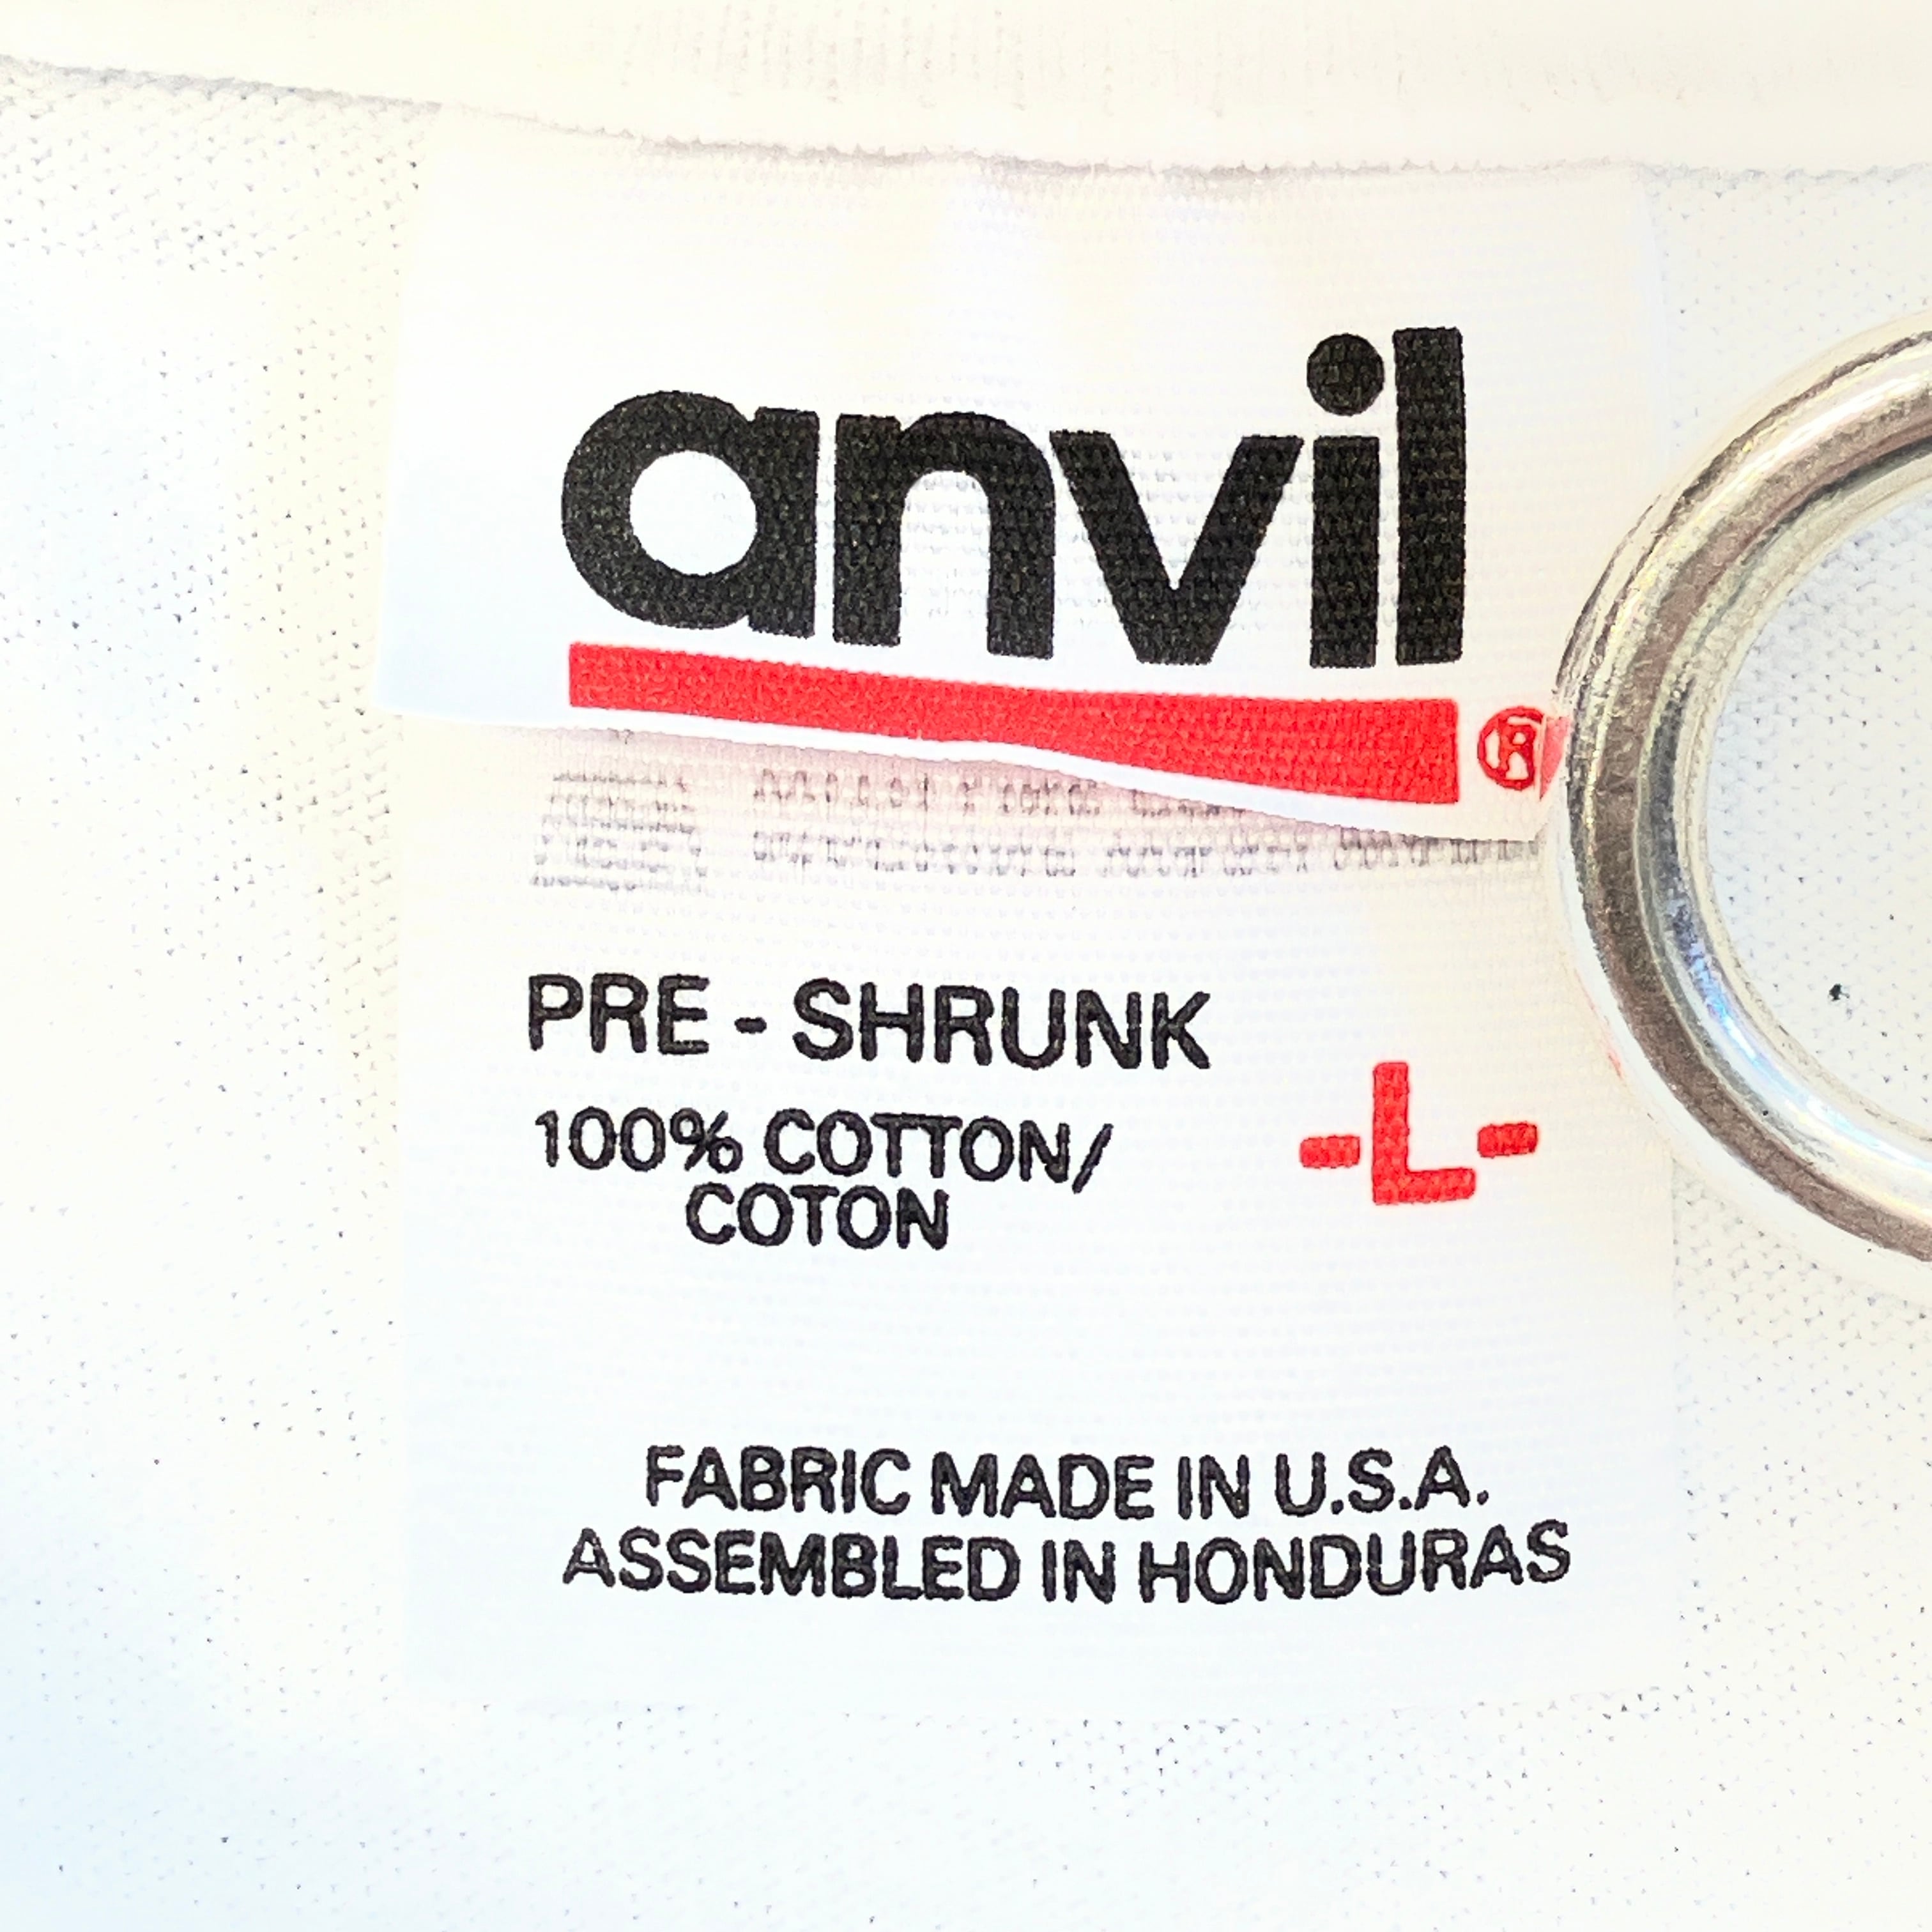 anvil
®
PRE - SHRUNK
100% COTTON/
COTON
-L-
FABRIC MADE IN U.S.A.
ASSEMBLED IN HONDURAS